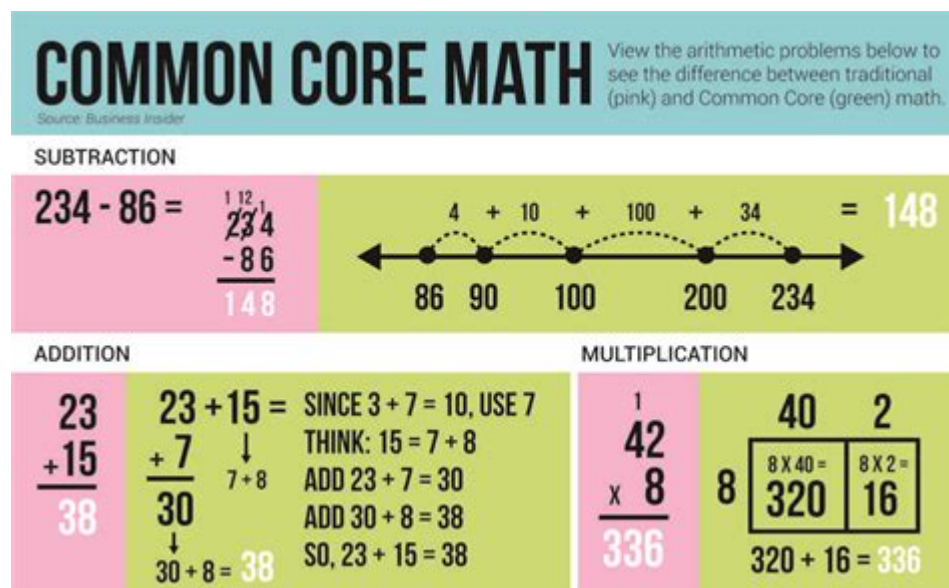 COMMON CORE MATH
View the arithmetic problems below to
see the difference between traditional
(pink) and Common Core (green) math.
Source: Business Insider
SUBTRACTION
234 - 86 =
1 12 1
234
- 86
148
4 + 10 + 100 + 34 = 148
86 90 100 200 234
ADDITION
23
+15
38
23 + 15 =
+ 7
7 + 8
30
30 + 8 = 38
SINCE 3 + 7 = 10, USE 7
THINK: 15 = 7 + 8
ADD 23 + 7 = 30
ADD 30 + 8 = 38
SO, 23 + 15 = 38
MULTIPLICATION
1
42
x 8
336
40 2
8 X 40 = 8 X 2 =
8 320 16
320 + 16 = 336